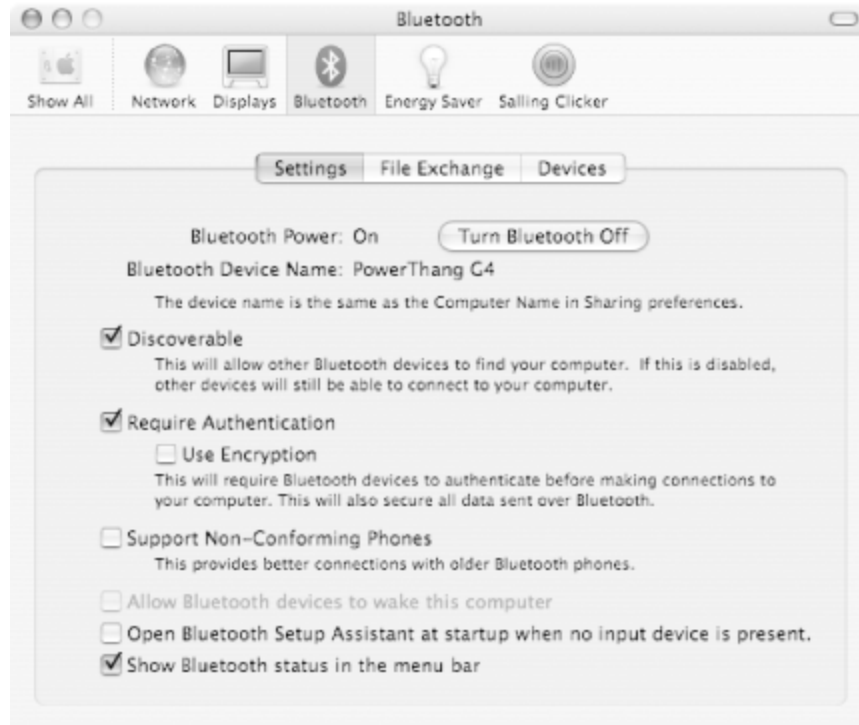 Bluetooth
Show All Network Displays Bluetooth Energy Saver Salling Clicker
Settings File Exchange Devices
Bluetooth Power: On Turn Bluetooth Off
Bluetooth Device Name: PowerThang G4
The device name is the same as the Computer Name in Sharing preferences.
Discoverable
This will allow other Bluetooth devices to find your computer. If this is disabled,
other devices will still be able to connect to your computer.
Require Authentication
Use Encryption
This will require Bluetooth devices to authenticate before making connections to
your computer. This will also secure all data sent over Bluetooth.
Support Non-Conforming Phones
This provides better connections with older Bluetooth phones.
Allow Bluetooth devices to wake this computer
Open Bluetooth Setup Assistant at startup when no input device is present.
Show Bluetooth status in the menu bar